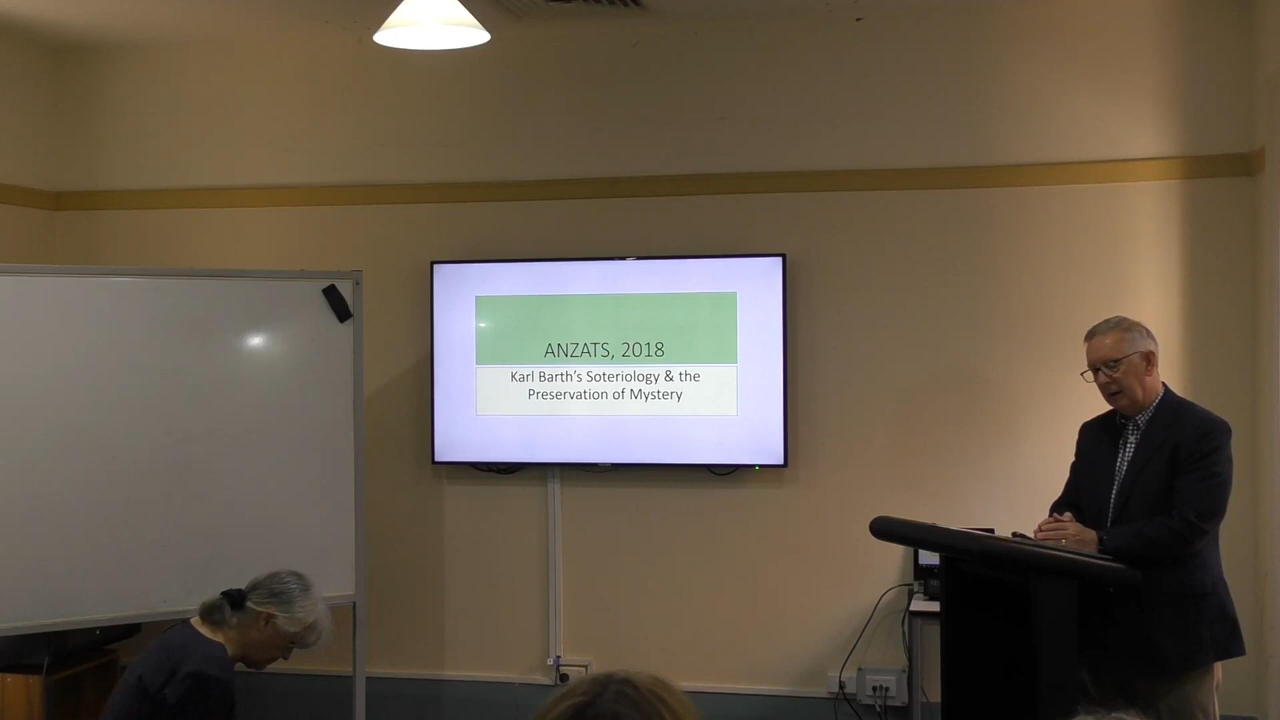 ANZATS, 2018
Karl Barth's Soteriology & the
Preservation of Mystery